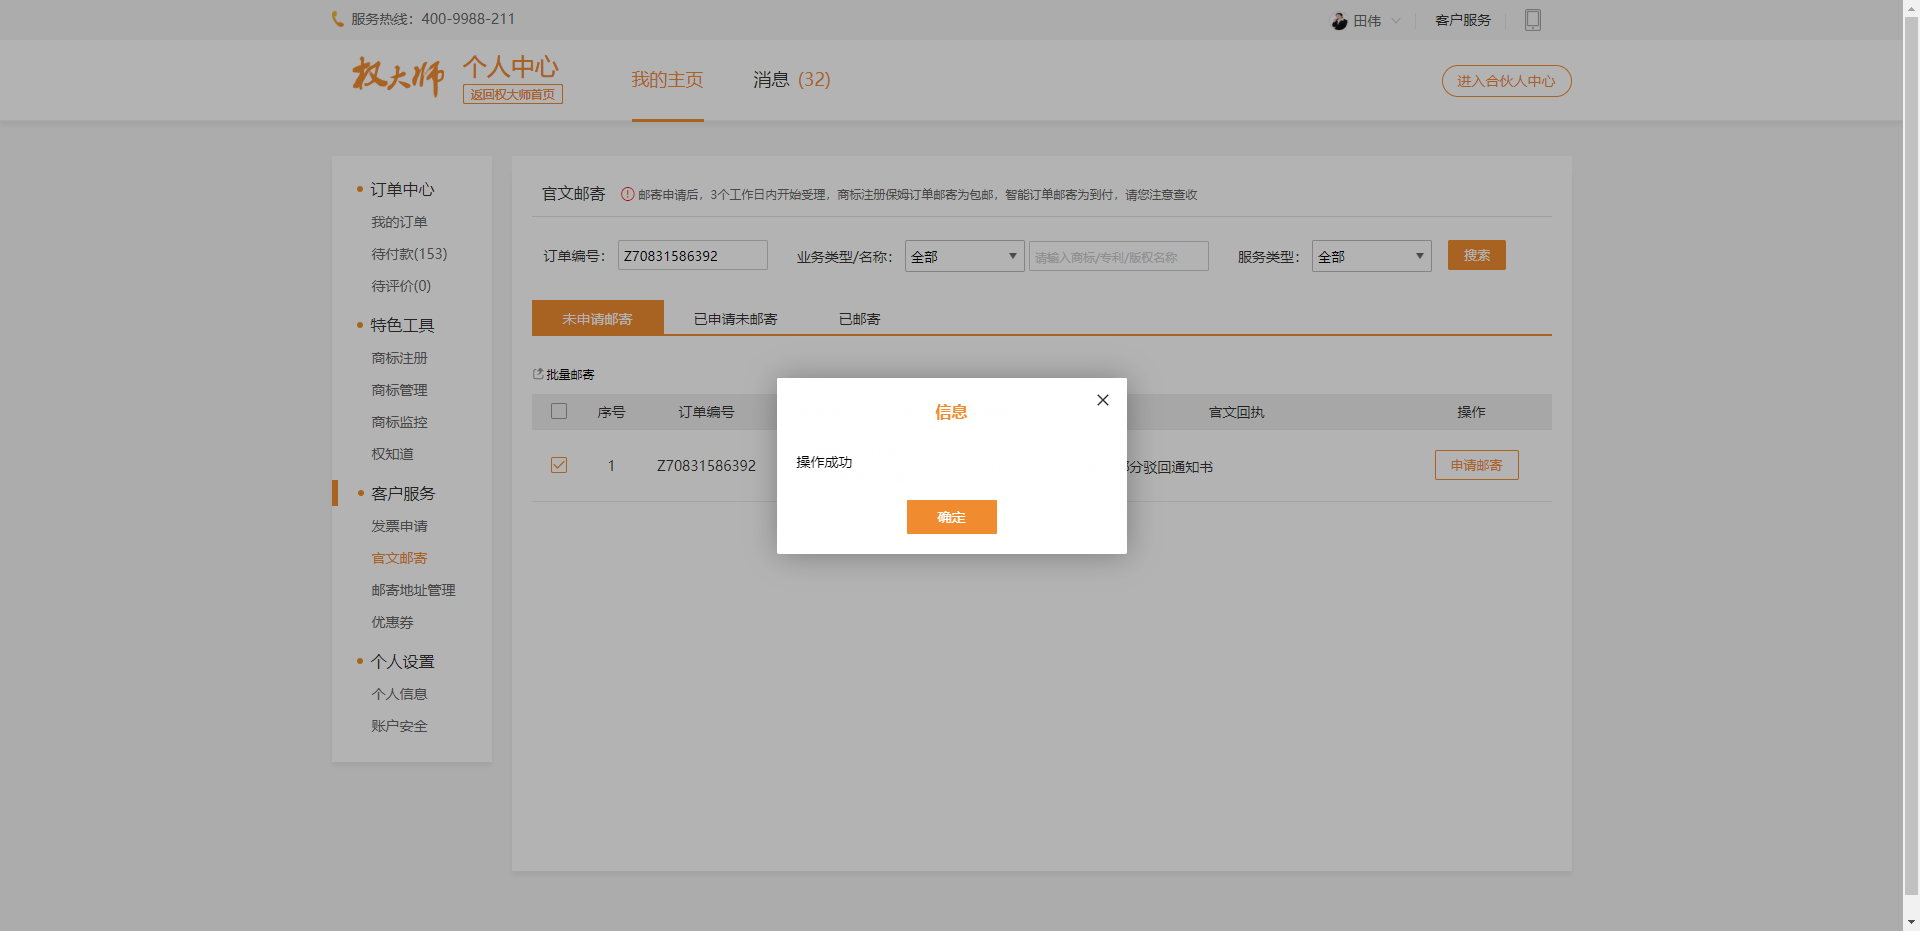 服务热线：400-9988-211
田伟
客户服务
权大师
个人中心
返回权大师首页
我的主页
消息 (32)
进入合伙人中心
订单中心
我的订单
待付款(153)
待评价(0)
特色工具
商标注册
商标管理
商标监控
权知道
客户服务
发票申请
官文邮寄
邮寄地址管理
优惠券
个人设置
个人信息
账户安全
官文邮寄 邮寄申请后，3个工作日内开始受理，商标注册保姆订单邮寄为包邮，智能订单邮寄为到付，请您注意查收
订单编号： Z70831586392 业务类型/名称： 全部 请输入商标/专利/版权名称 服务类型： 全部 搜索
未申请邮寄 已申请未邮寄 已邮寄
批量邮寄
序号 订单编号 官文回执 操作
1 Z70831586392 分驳回通知书 申请邮寄
信息
操作成功
确定